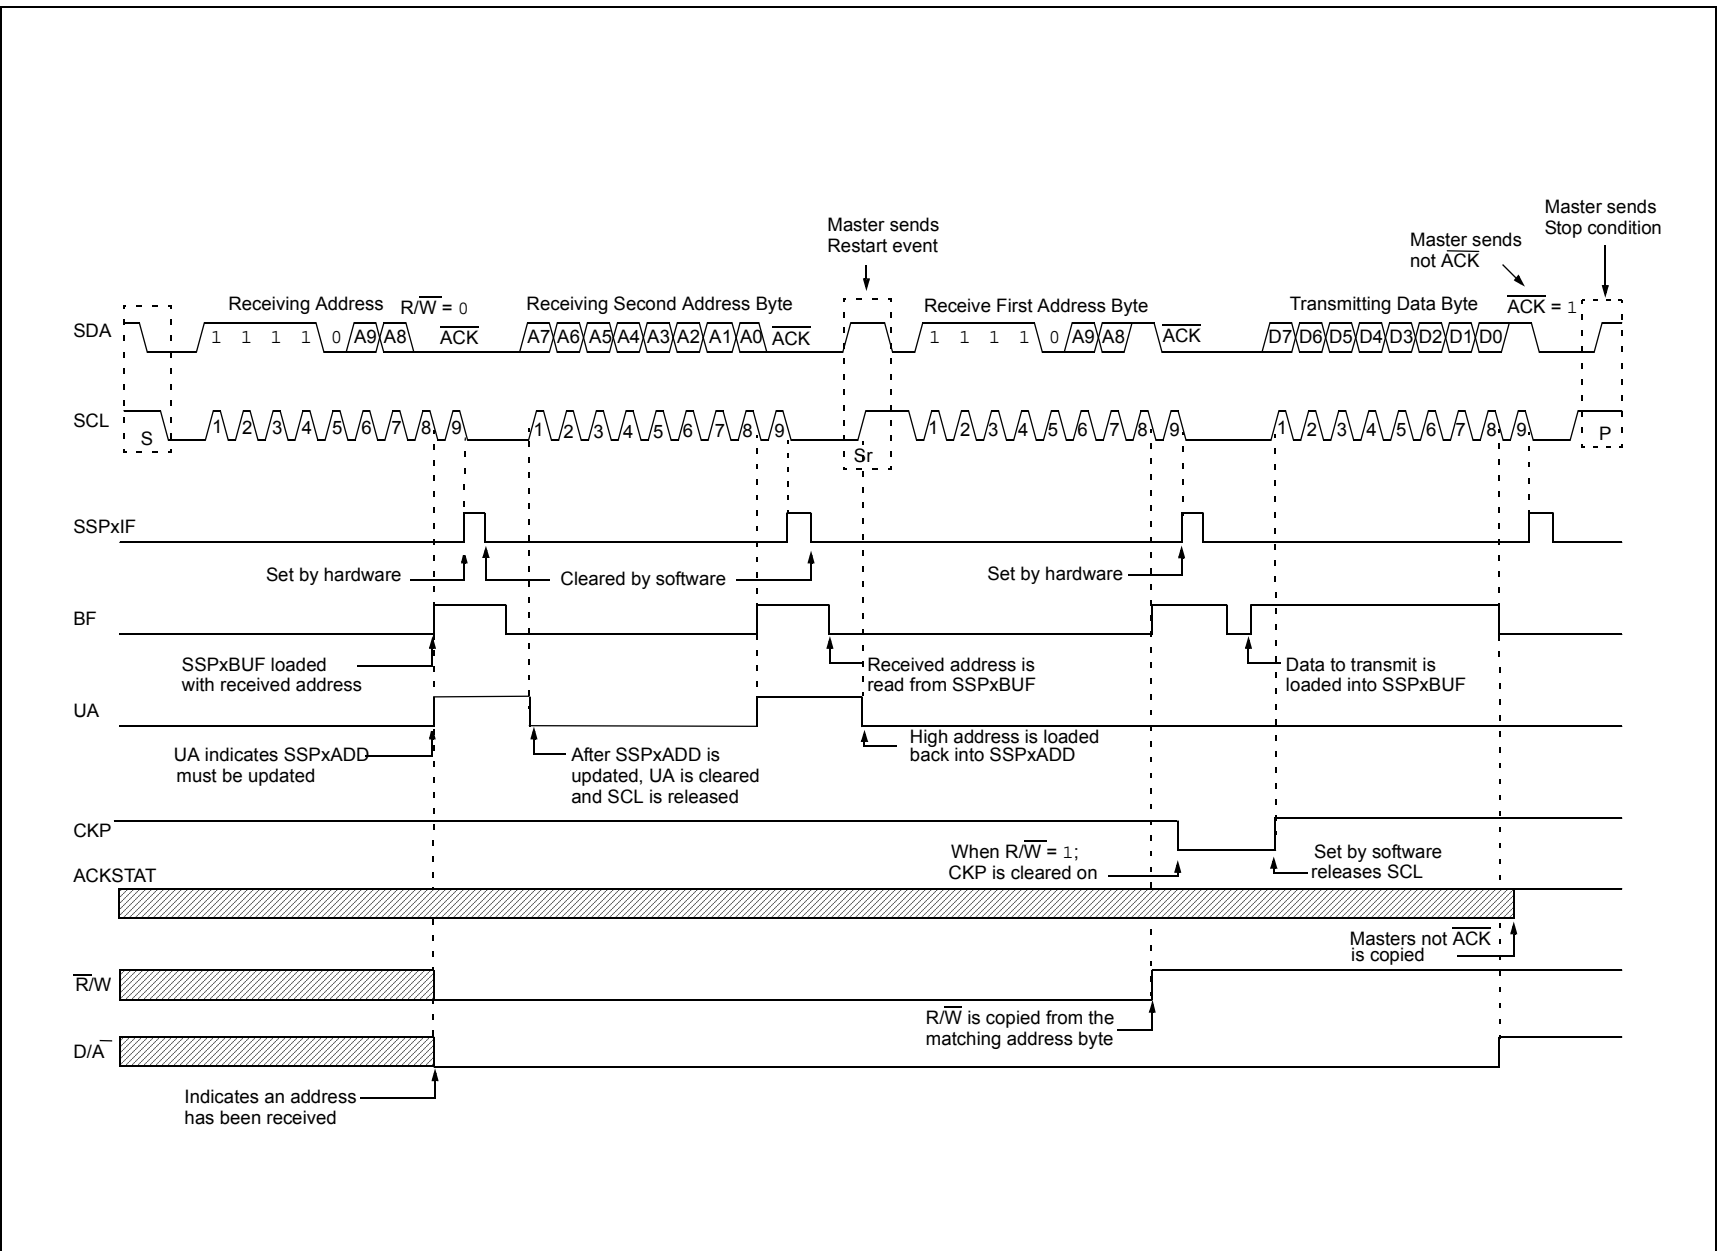 Master sends
Restart event
Master sends
Stop condition
Master sends
not A̅C̅K̅
SDA
Receiving Address R/W̅ = 0
Receiving Second Address Byte
Receive First Address Byte
Transmitting Data Byte
A̅C̅K̅ = 1
1 1 1 1 0 A9 A8 A̅C̅K̅
A7 A6 A5 A4 A3 A2 A1 A0 A̅C̅K̅
1 1 1 1 0 A9 A8 A̅C̅K̅
D7 D6 D5 D4 D3 D2 D1 D0
SCL
S
1 2 3 4 5 6 7 8 9
1 2 3 4 5 6 7 8 9
Sr
1 2 3 4 5 6 7 8 9
1 2 3 4 5 6 7 8 9
P
SSPxIF
Set by hardware
Cleared by software
Set by hardware
BF
SSPxBUF loaded
with received address
Received address is
read from SSPxBUF
Data to transmit is
loaded into SSPxBUF
UA
UA indicates SSPxADD
must be updated
After SSPxADD is
updated, UA is cleared
and SCL is released
High address is loaded
back into SSPxADD
CKP
When R/W̅ = 1;
CKP is cleared on
Set by software
releases SCL
ACKSTAT
Masters not A̅C̅K̅
is copied
R̅/W
R/W̅ is copied from the
matching address byte
D/A̅
Indicates an address
has been received